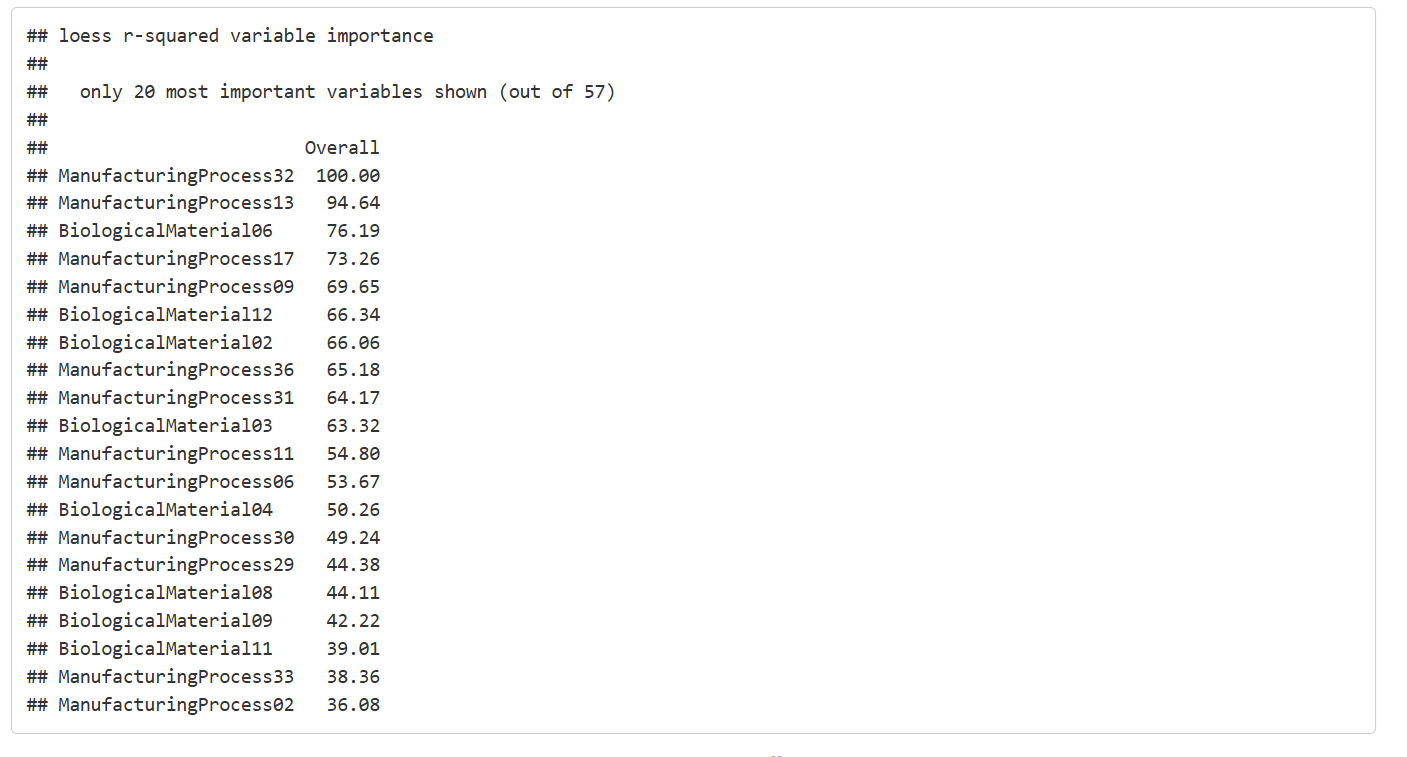 ## loess r-squared variable importance
##
##   only 20 most important variables shown (out of 57)
##
##                        Overall
## ManufacturingProcess32  100.00
## ManufacturingProcess13   94.64
## BiologicalMaterial06     76.19
## ManufacturingProcess17   73.26
## ManufacturingProcess09   69.65
## BiologicalMaterial12     66.34
## BiologicalMaterial02     66.06
## ManufacturingProcess36   65.18
## ManufacturingProcess31   64.17
## BiologicalMaterial03     63.32
## ManufacturingProcess11   54.80
## ManufacturingProcess06   53.67
## BiologicalMaterial04     50.26
## ManufacturingProcess30   49.24
## ManufacturingProcess29   44.38
## BiologicalMaterial08     44.11
## BiologicalMaterial09     42.22
## BiologicalMaterial11     39.01
## ManufacturingProcess33   38.36
## ManufacturingProcess02   36.08